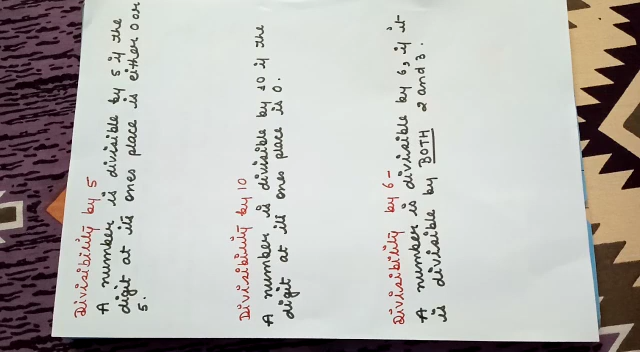 Divisibility by 5
A number is divisible by 5 if the
digit at its ones place is either 0 or
5.
Divisibility by 10
A number is divisible by 10 if the
digit at its ones place is 0.
Divisibility by 6-
A number is divisible by 6, if it
is divisible by BOTH 2 and 3.